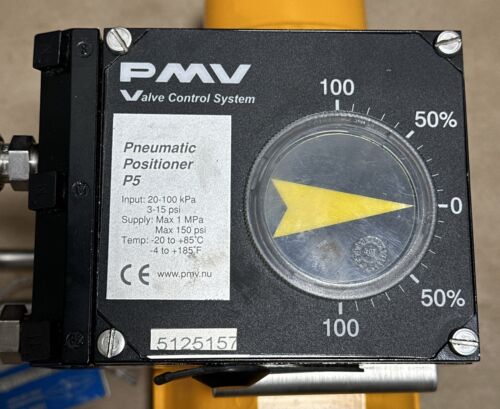 PMV
Valve Control System
Pneumatic
Positioner
P5
Input: 20-100 kPa
3-15 psi
Supply: Max 1 MPa
Max 150 psi
Temp: -20 to +85°C
-4 to +185°F
CE www.pmv.nu
5125157
100
50%
0
50%
100